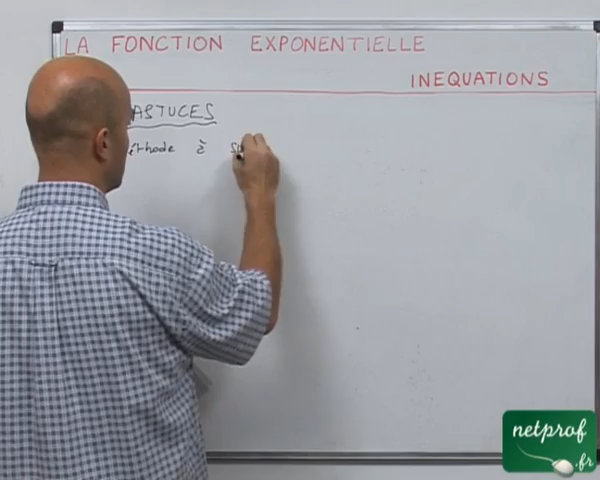 LA FONCTION EXPONENTIELLE
INEQUATIONS
ASTUCES
éthode à
netprof
.fr